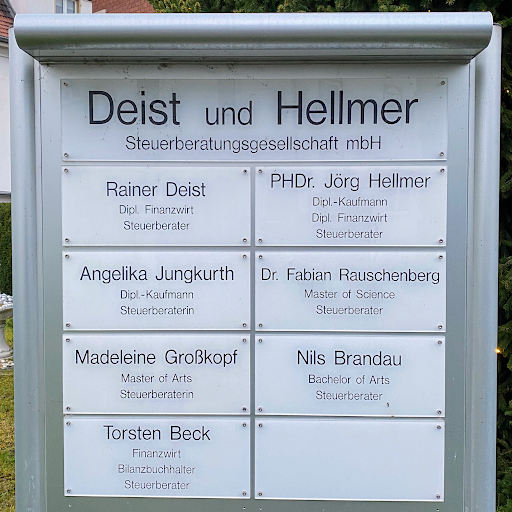 Deist und Hellmer
Steuerberatungsgesellschaft mbH
Rainer Deist
Dipl. Finanzwirt
Steuerberater
PHDr. Jörg Hellmer
Dipl.-Kaufmann
Dipl. Finanzwirt
Steuerberater
Angelika Jungkurth
Dipl.-Kaufmann
Steuerberaterin
Dr. Fabian Rauschenberg
Master of Science
Steuerberater
Madeleine Großkopf
Master of Arts
Steuerberaterin
Nils Brandau
Bachelor of Arts
Steuerberater
Torsten Beck
Finanzwirt
Bilanzbuchhalter
Steuerberater